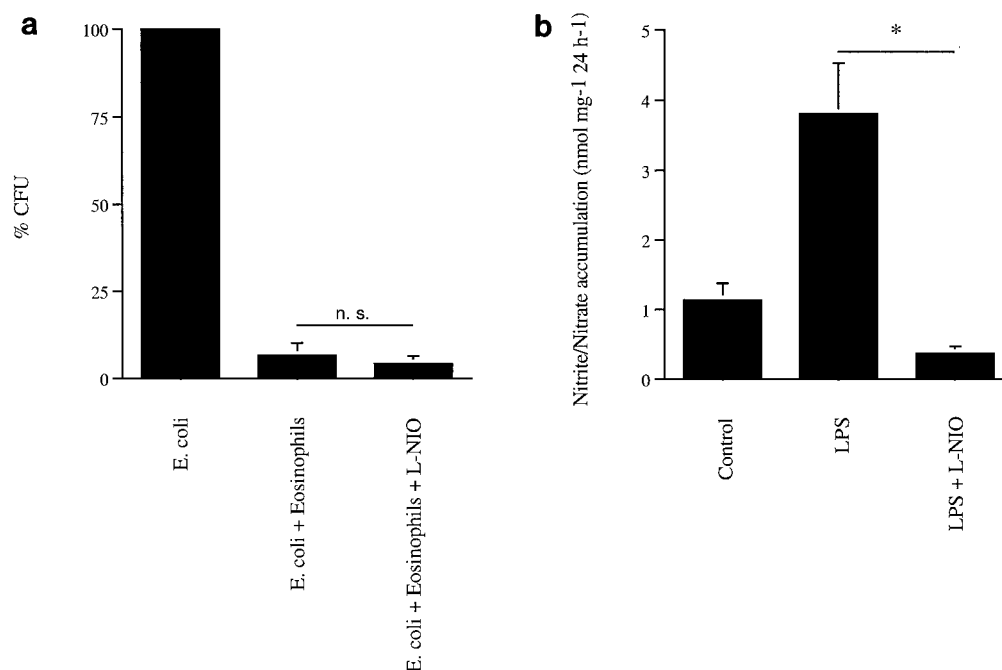 a
% CFU
100
75
50
25
0
n. s.
E. coli
E. coli + Eosinophils
E. coli + Eosinophils + L-NIO
b
Nitrite/Nitrate accumulation (nmol mg-1 24 h-1)
5
4
3
2
1
0
*
Control
LPS
LPS + L-NIO